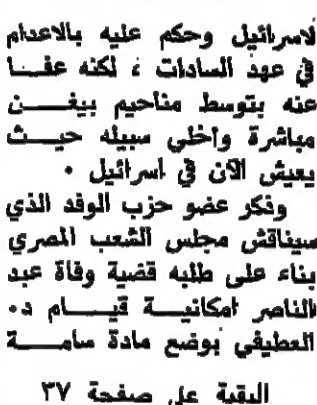 لاسرائيل وحكم عليه بالاعدام
في عهد السادات ، لكنه عفا
عنه بتوسط مناحيم بيغن
مباشرة واخلي سبيله حيث
يعيش الآن في اسرائيل .
وذكر عضو حزب الوفد الذي
سيناقش مجلس الشعب المصري
بناء على طلبه قضية وفاة عبد
الناصر امكانية قيام د.
العطيفي بوضع مادة سامة
البقية على صفحة ٣٧